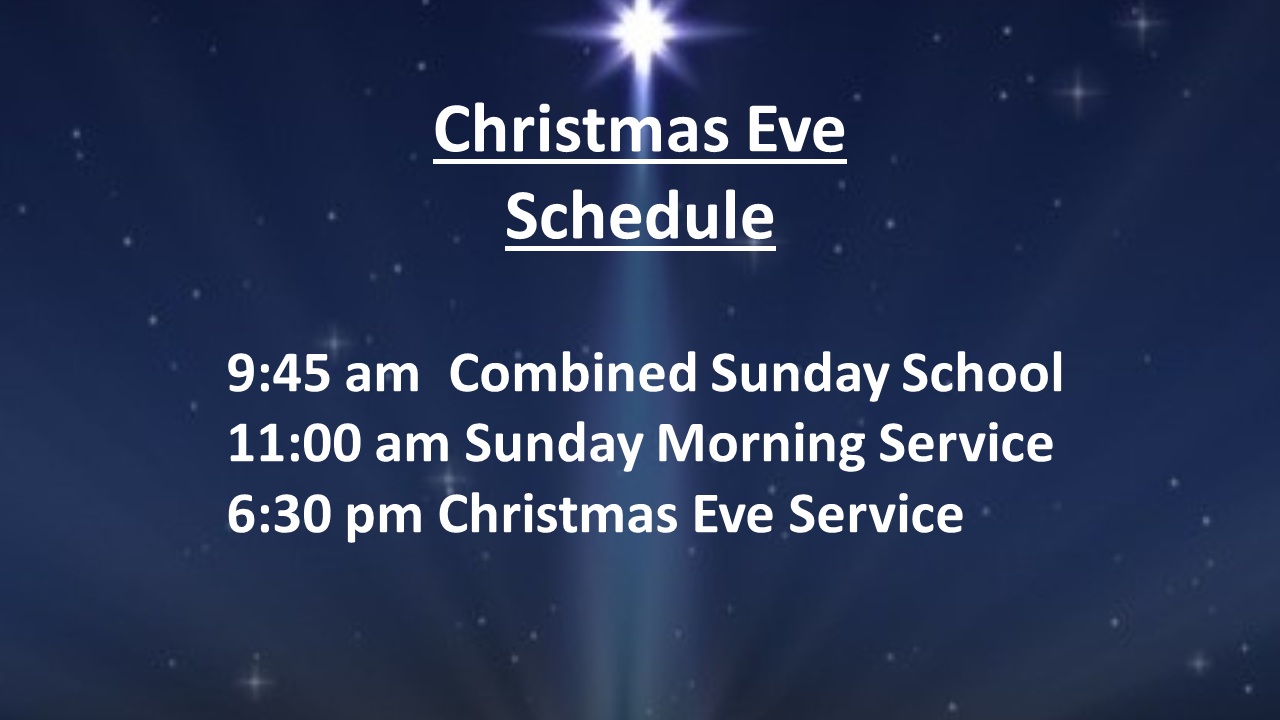 Christmas Eve
Schedule
9:45 am  Combined Sunday School
11:00 am Sunday Morning Service
6:30 pm Christmas Eve Service